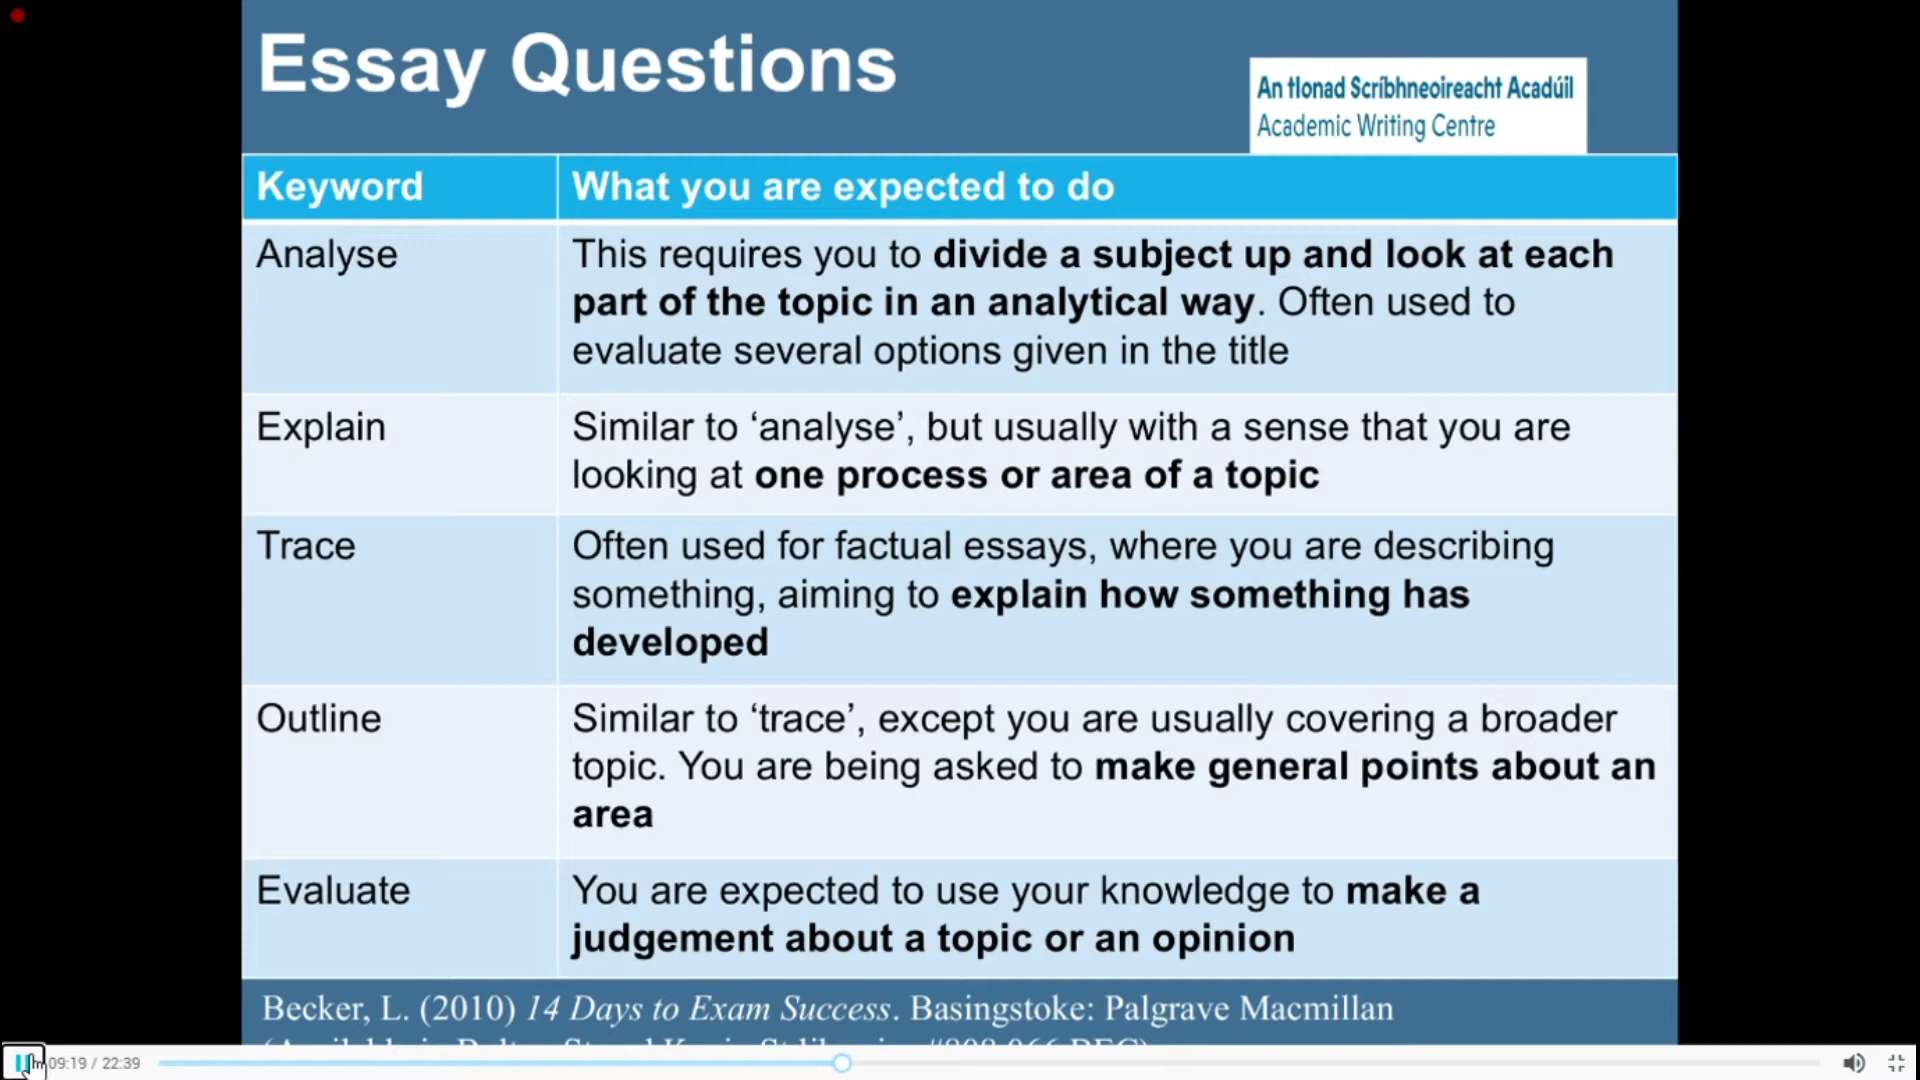 Essay Questions
An tIonad Scríbhneoireacht Acadúil
Academic Writing Centre
Keyword
What you are expected to do
Analyse
This requires you to divide a subject up and look at each
part of the topic in an analytical way. Often used to
evaluate several options given in the title
Explain
Similar to ‘analyse’, but usually with a sense that you are
looking at one process or area of a topic
Trace
Often used for factual essays, where you are describing
something, aiming to explain how something has
developed
Outline
Similar to ‘trace’, except you are usually covering a broader
topic. You are being asked to make general points about an
area
Evaluate
You are expected to use your knowledge to make a
judgement about a topic or an opinion
Becker, L. (2010) 14 Days to Exam Success. Basingstoke: Palgrave Macmillan
09:19 / 22:39